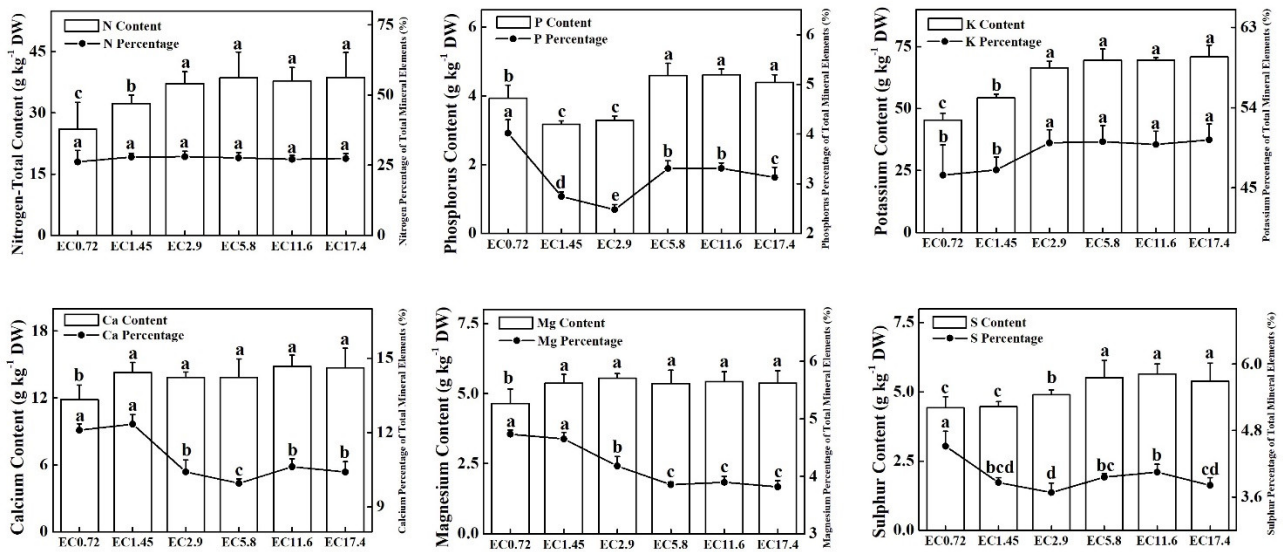 N Content
N Percentage
Nitrogen-Total Content (g kg⁻¹ DW)
45
30
15
0
c
b
a
a
a
a
a
a
a
a
a
a
EC0.72 EC1.45 EC2.9 EC5.8 EC11.6 EC17.4
75
50
25
0
Nitrogen Percentage of Total Mineral Elements (%)
P Content
P Percentage
Phosphorus Content (g kg⁻¹ DW)
6
4
2
0
b
c
c
a
a
a
a
d
e
b
b
c
EC0.72 EC1.45 EC2.9 EC5.8 EC11.6 EC17.4
6
5
4
3
2
Phosphorus Percentage of Total Mineral Elements (%)
K Content
K Percentage
Potassium Content (g kg⁻¹ DW)
75
50
25
0
c
b
a
a
a
a
b
b
a
a
a
a
EC0.72 EC1.45 EC2.9 EC5.8 EC11.6 EC17.4
63
54
45
Potassium Percentage of Total Mineral Elements (%)
Ca Content
Ca Percentage
Calcium Content (g kg⁻¹ DW)
18
12
6
0
b
a
a
a
a
a
a
a
b
c
b
b
EC0.72 EC1.45 EC2.9 EC5.8 EC11.6 EC17.4
15
12
9
Calcium Percentage of Total Mineral Elements (%)
Mg Content
Mg Percentage
Magnesium Content (g kg⁻¹ DW)
7.5
5.0
2.5
0.0
b
a
a
a
a
a
a
a
b
c
c
c
EC0.72 EC1.45 EC2.9 EC5.8 EC11.6 EC17.4
6
5
4
3
Magnesium Percentage of Total Mineral Elements (%)
S Content
S Percentage
Sulphur Content (g kg⁻¹ DW)
7.5
5.0
2.5
0.0
c
c
b
a
a
a
a
bcd
d
bc
b
cd
EC0.72 EC1.45 EC2.9 EC5.8 EC11.6 EC17.4
6.0
4.8
3.6
Sulphur Percentage of Total Mineral Elements (%)